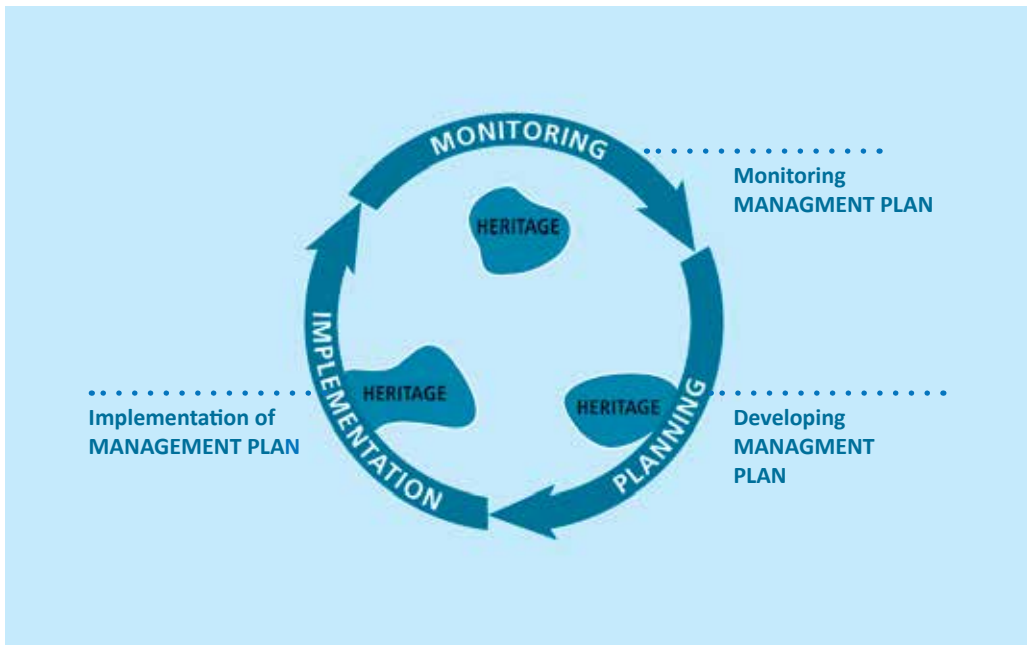 MONITORING
Monitoring
MANAGMENT PLAN
HERITAGE
IMPLEMENTATION
HERITAGE
HERITAGE
PLANNING
Implementation of
MANAGEMENT PLAN
Developing
MANAGMENT
PLAN